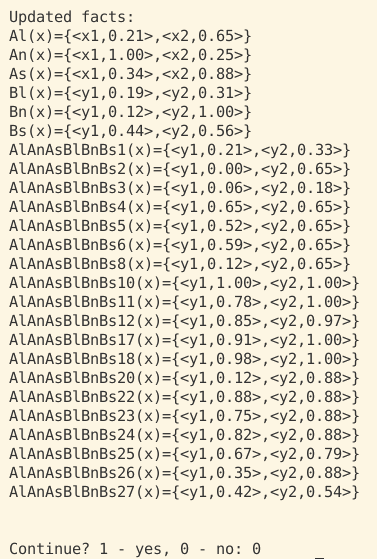 Updated facts:
Al(x)={<x1,0.21>,<x2,0.65>}
An(x)={<x1,1.00>,<x2,0.25>}
As(x)={<x1,0.34>,<x2,0.88>}
Bl(x)={<y1,0.19>,<y2,0.31>}
Bn(x)={<y1,0.12>,<y2,1.00>}
Bs(x)={<y1,0.44>,<y2,0.56>}
AlAnAsBlBnBs1(x)={<y1,0.21>,<y2,0.33>}
AlAnAsBlBnBs2(x)={<y1,0.00>,<y2,0.65>}
AlAnAsBlBnBs3(x)={<y1,0.06>,<y2,0.18>}
AlAnAsBlBnBs4(x)={<y1,0.65>,<y2,0.65>}
AlAnAsBlBnBs5(x)={<y1,0.52>,<y2,0.65>}
AlAnAsBlBnBs6(x)={<y1,0.59>,<y2,0.65>}
AlAnAsBlBnBs8(x)={<y1,0.12>,<y2,0.65>}
AlAnAsBlBnBs10(x)={<y1,1.00>,<y2,1.00>}
AlAnAsBlBnBs11(x)={<y1,0.78>,<y2,1.00>}
AlAnAsBlBnBs12(x)={<y1,0.85>,<y2,0.97>}
AlAnAsBlBnBs17(x)={<y1,0.91>,<y2,1.00>}
AlAnAsBlBnBs18(x)={<y1,0.98>,<y2,1.00>}
AlAnAsBlBnBs20(x)={<y1,0.12>,<y2,0.88>}
AlAnAsBlBnBs22(x)={<y1,0.88>,<y2,0.88>}
AlAnAsBlBnBs23(x)={<y1,0.75>,<y2,0.88>}
AlAnAsBlBnBs24(x)={<y1,0.82>,<y2,0.88>}
AlAnAsBlBnBs25(x)={<y1,0.67>,<y2,0.79>}
AlAnAsBlBnBs26(x)={<y1,0.35>,<y2,0.88>}
AlAnAsBlBnBs27(x)={<y1,0.42>,<y2,0.54>}
Continue? 1 - yes, 0 - no: 0